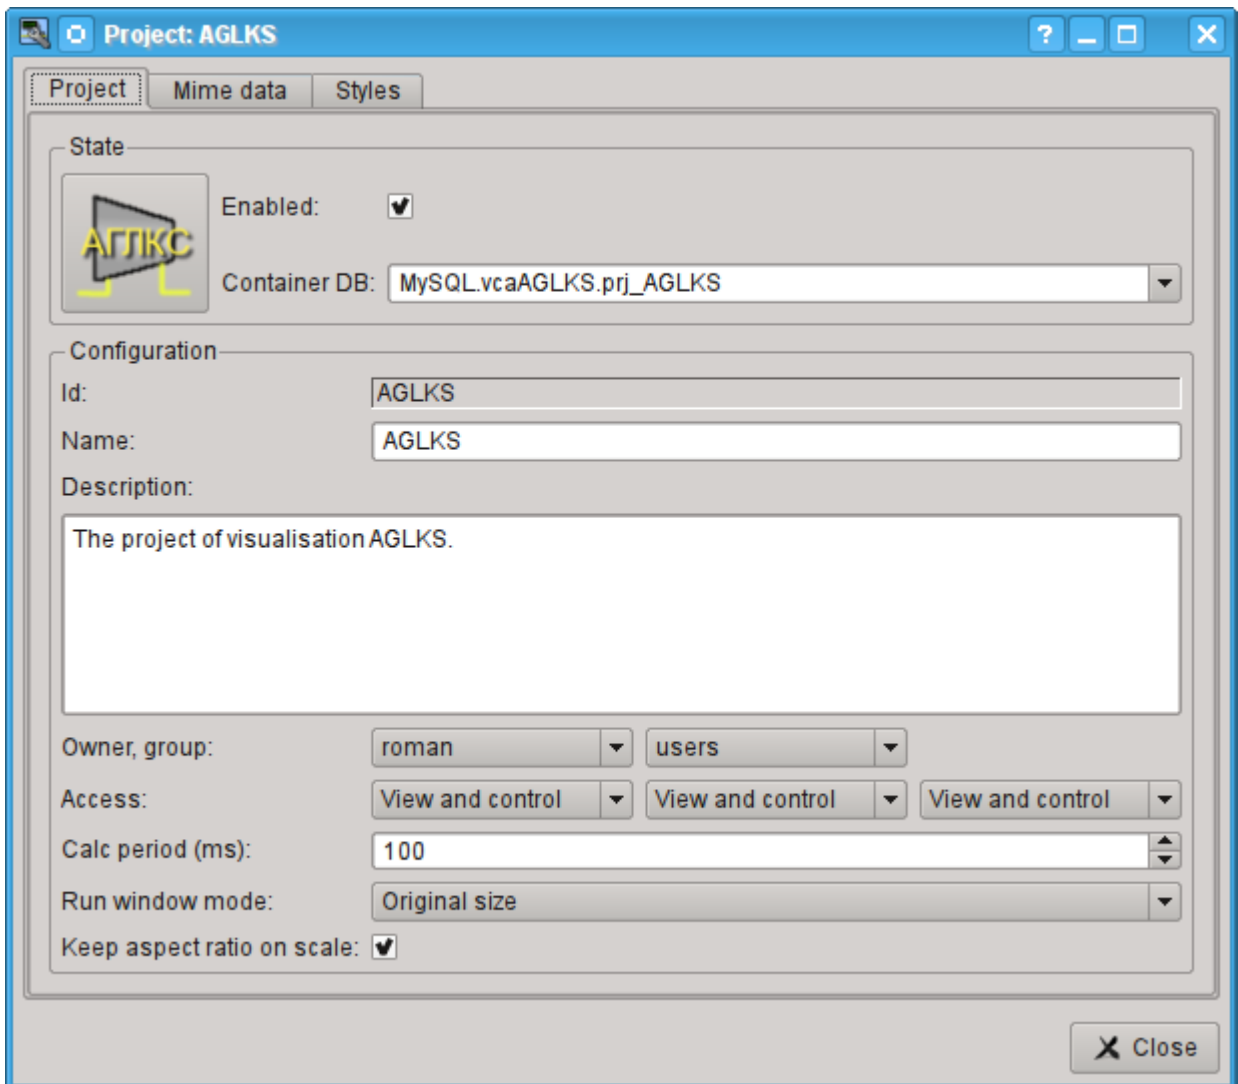 Project: AGLKS
Project Mime data Styles
State
АГЛКС
Enabled:
Container DB: MySQL.vcaAGLKS.prj_AGLKS
Configuration
Id: AGLKS
Name: AGLKS
Description:
The project of visualisation AGLKS.
Owner, group: roman users
Access: View and control View and control View and control
Calc period (ms): 100
Run window mode: Original size
Keep aspect ratio on scale:
Close